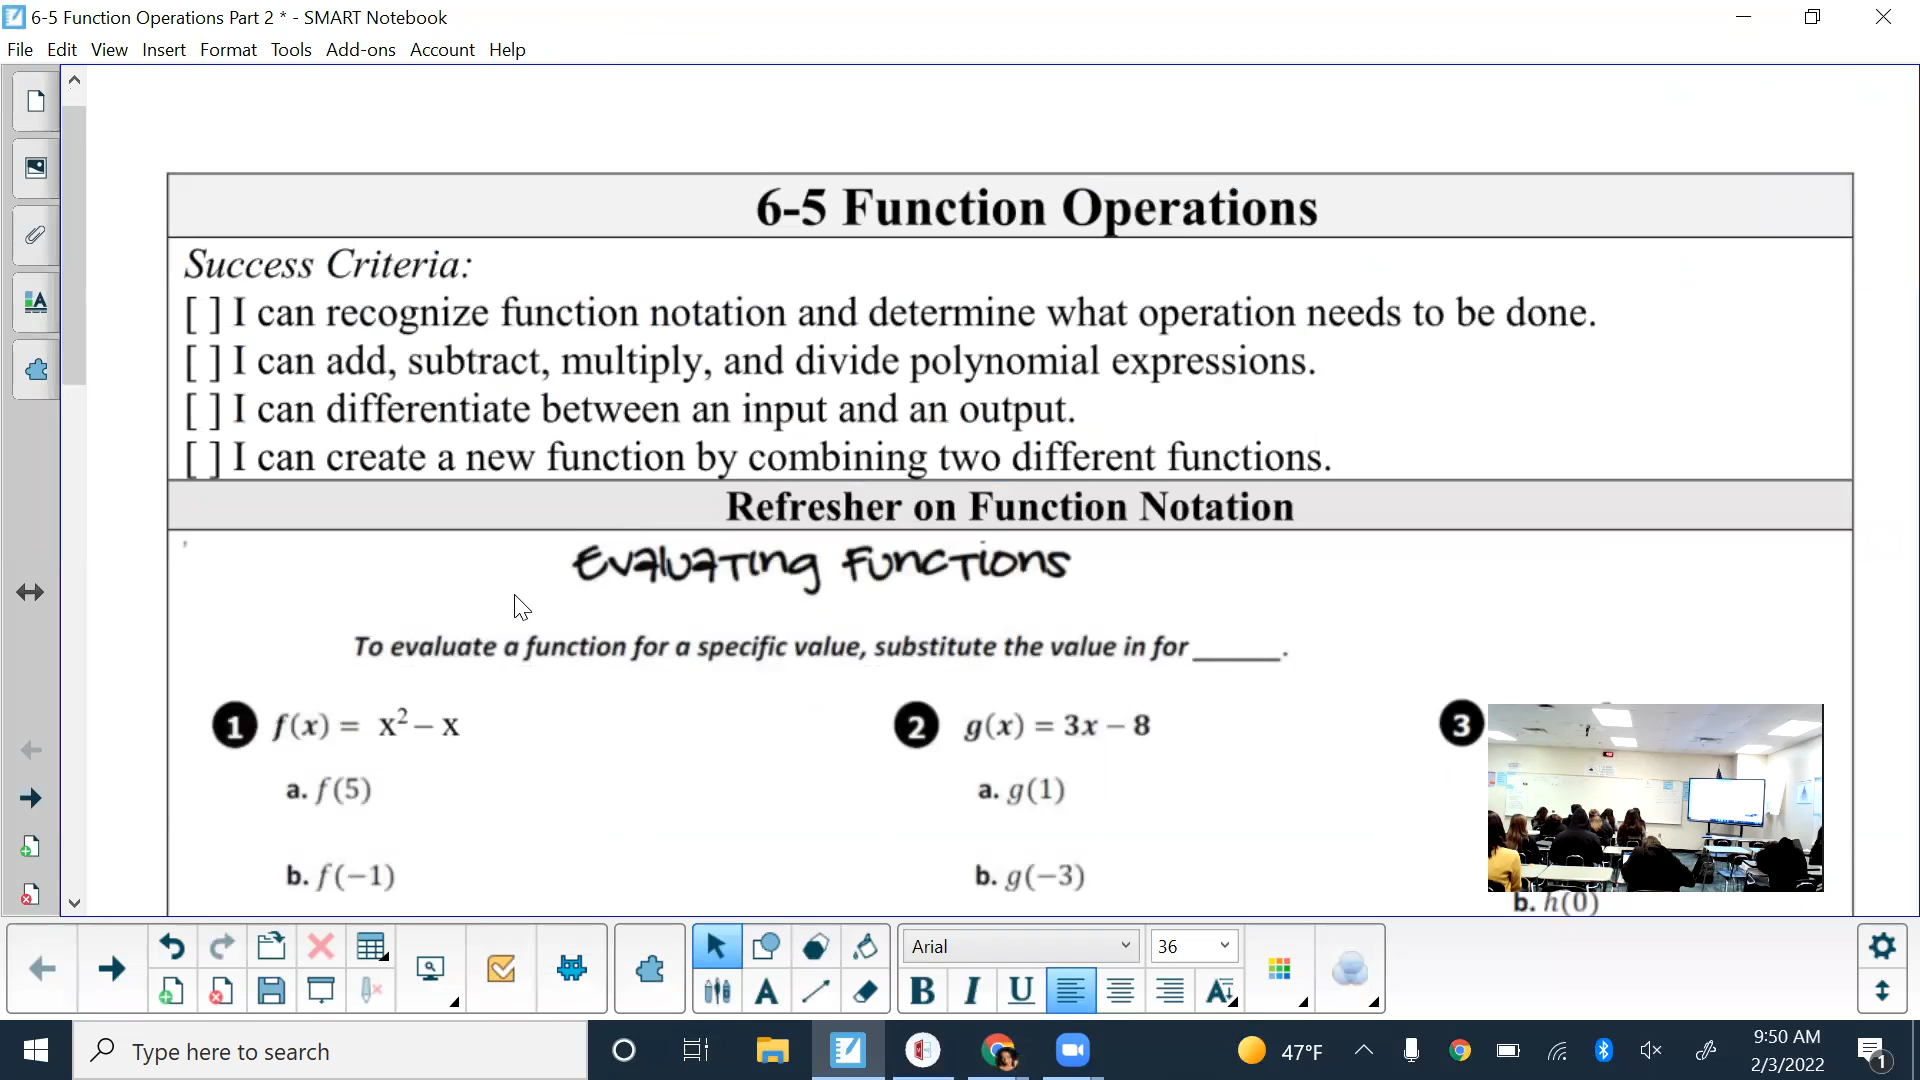 6-5 Function Operations Part 2 * - SMART Notebook
File Edit View Insert Format Tools Add-ons Account Help
6-5 Function Operations
Success Criteria:
[ ] I can recognize function notation and determine what operation needs to be done.
[ ] I can add, subtract, multiply, and divide polynomial expressions.
[ ] I can differentiate between an input and an output.
[ ] I can create a new function by combining two different functions.
Refresher on Function Notation
Evaluating Functions
To evaluate a function for a specific value, substitute the value in for ______.
1 f(x) = x² – x
a. f(5)
b. f(−1)
2 g(x) = 3x − 8
a. g(1)
b. g(−3)
3
b. h(0)
Arial 36
B I U
Type here to search
47°F
9:50 AM
2/3/2022
1